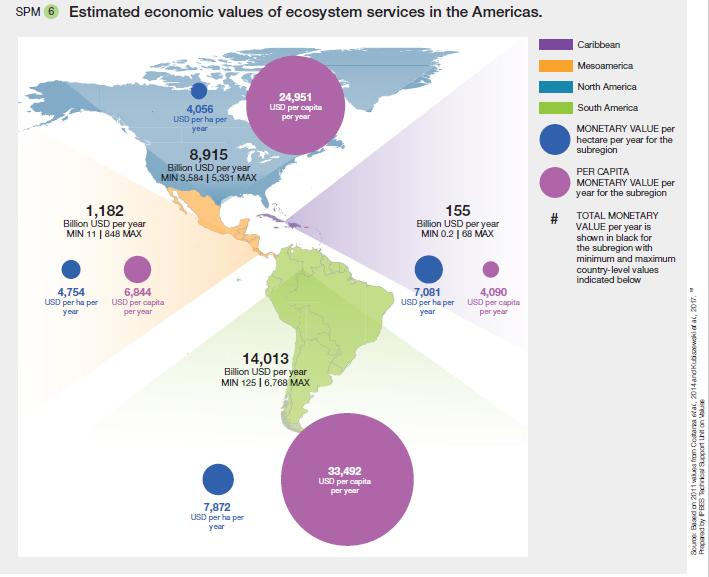 SPM 6 Estimated economic values of ecosystem services in the Americas.
Caribbean
Mesoamerica
North America
South America
MONETARY VALUE per
hectare per year for the
subregion
PER CAPITA
MONETARY VALUE per
year for the subregion
# TOTAL MONETARY
VALUE per year is
shown in black for
the subregion with
minimum and maximum
country-level values
indicated below
4,056
USD per ha per
year
24,951
USD per capita
per year
8,915
Billion USD per year
MIN 3,584 | 5,331 MAX
1,182
Billion USD per year
MIN 11 | 848 MAX
4,754
USD per ha per
year
6,844
USD per capita
per year
155
Billion USD per year
MIN 0.2 | 68 MAX
7,081
USD per ha per
year
4,090
USD per capita
per year
14,013
Billion USD per year
MIN 125 | 6,768 MAX
7,872
USD per ha per
year
33,492
USD per capita
per year
Source: Based on 2011 values from Costanza et al., 2014 and Kubiszewski et al., 2017.
Prepared by IPBES Technical Support Unit on Values